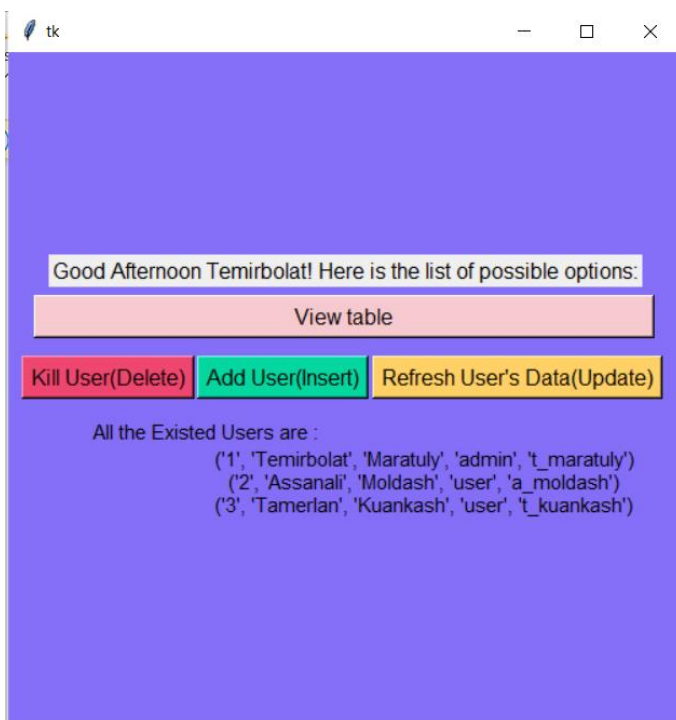 tk
Good Afternoon Temirbolat! Here is the list of possible options:
View table
Kill User(Delete) Add User(Insert) Refresh User's Data(Update)
All the Existed Users are :
('1', 'Temirbolat', 'Maratuly', 'admin', 't_maratuly')
('2', 'Assanali', 'Moldash', 'user', 'a_moldash')
('3', 'Tamerlan', 'Kuankash', 'user', 't_kuankash')